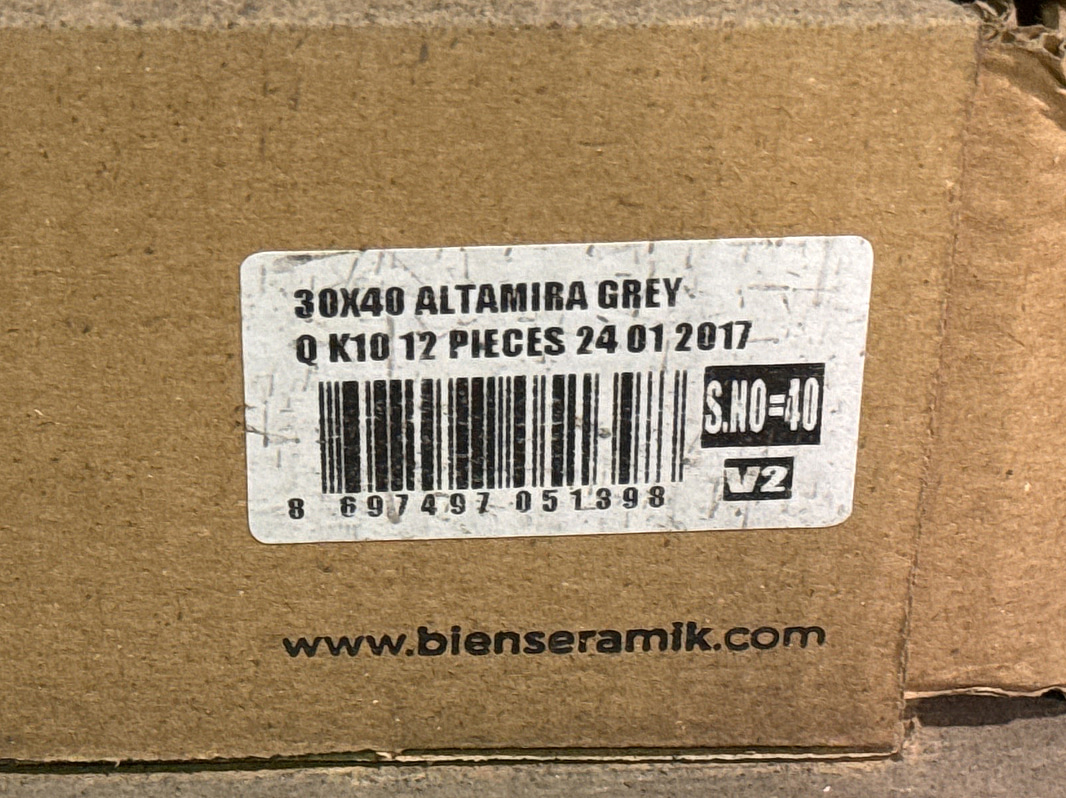 30X40 ALTAMIRA GREY
Q K10 12 PIECES 24 01 2017
S.NO=40
V2
8 697497 051398
www.bienseramik.com